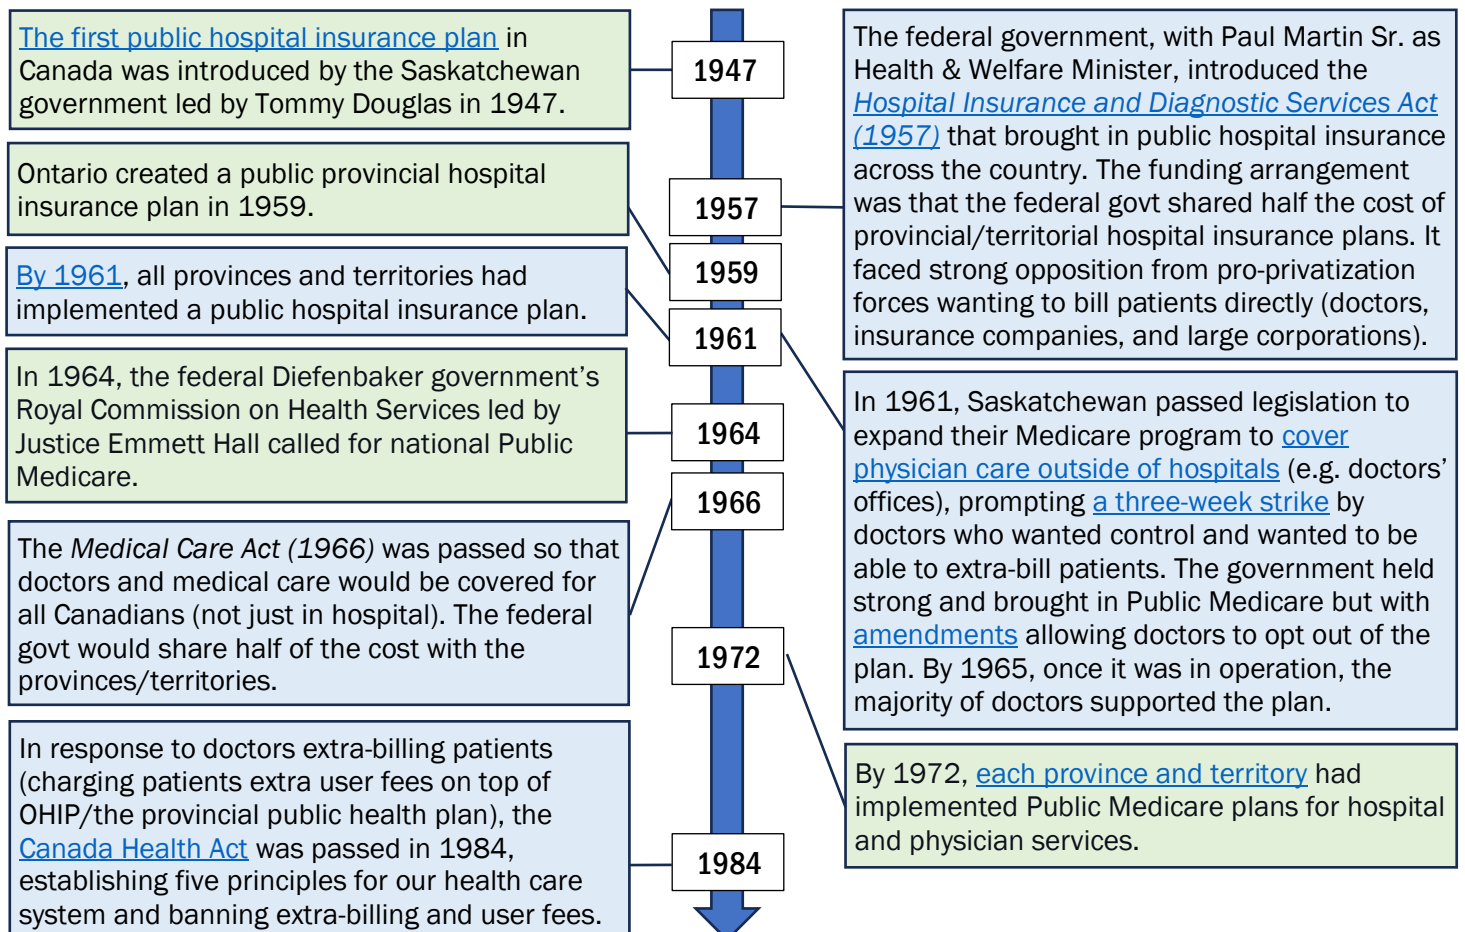 The first public hospital insurance plan in
Canada was introduced by the Saskatchewan
government led by Tommy Douglas in 1947.
1947
The federal government, with Paul Martin Sr. as
Health & Welfare Minister, introduced the
Hospital Insurance and Diagnostic Services Act
(1957) that brought in public hospital insurance
across the country. The funding arrangement
was that the federal govt shared half the cost of
provincial/territorial hospital insurance plans. It
faced strong opposition from pro-privatization
forces wanting to bill patients directly (doctors,
insurance companies, and large corporations).
1957
Ontario created a public provincial hospital
insurance plan in 1959.
1959
By 1961, all provinces and territories had
implemented a public hospital insurance plan.
1961
In 1961, Saskatchewan passed legislation to
expand their Medicare program to cover
physician care outside of hospitals (e.g. doctors’
offices), prompting a three-week strike by
doctors who wanted control and wanted to be
able to extra-bill patients. The government held
strong and brought in Public Medicare but with
amendments allowing doctors to opt out of the
plan. By 1965, once it was in operation, the
majority of doctors supported the plan.
In 1964, the federal Diefenbaker government’s
Royal Commission on Health Services led by
Justice Emmett Hall called for national Public
Medicare.
1964
1966
The Medical Care Act (1966) was passed so that
doctors and medical care would be covered for
all Canadians (not just in hospital). The federal
govt would share half of the cost with the
provinces/territories.
1972
By 1972, each province and territory had
implemented Public Medicare plans for hospital
and physician services.
In response to doctors extra-billing patients
(charging patients extra user fees on top of
OHIP/the provincial public health plan), the
Canada Health Act was passed in 1984,
establishing five principles for our health care
system and banning extra-billing and user fees.
1984